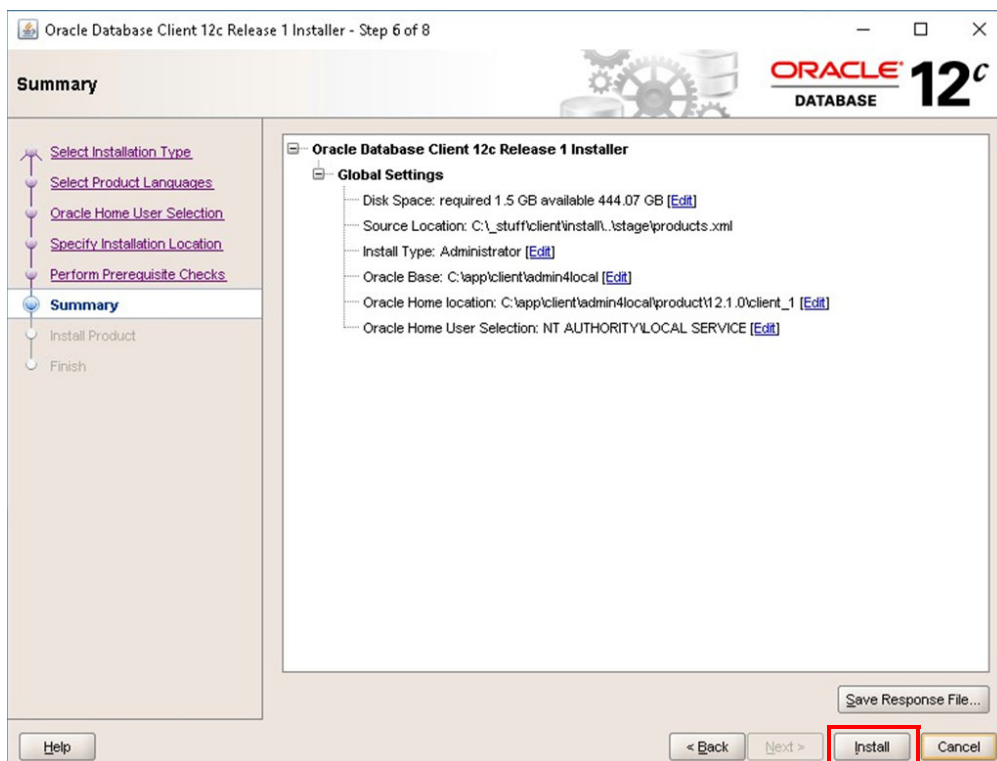 Oracle Database Client 12c Release 1 Installer - Step 6 of 8
Summary
ORACLE 12c
DATABASE
Select Installation Type
Select Product Languages
Oracle Home User Selection
Specify Installation Location
Perform Prerequisite Checks
Summary
Install Product
Finish
Oracle Database Client 12c Release 1 Installer
Global Settings
Disk Space: required 1.5 GB available 444.07 GB [Edit]
Source Location: C:\_stuff\client\install\..\stage\products.xml
Install Type: Administrator [Edit]
Oracle Base: C:\app\client\admin4local [Edit]
Oracle Home location: C:\app\client\admin4local\product\12.1.0\client_1 [Edit]
Oracle Home User Selection: NT AUTHORITY\LOCAL SERVICE [Edit]
Save Response File...
Help
< Back
Next >
Install
Cancel